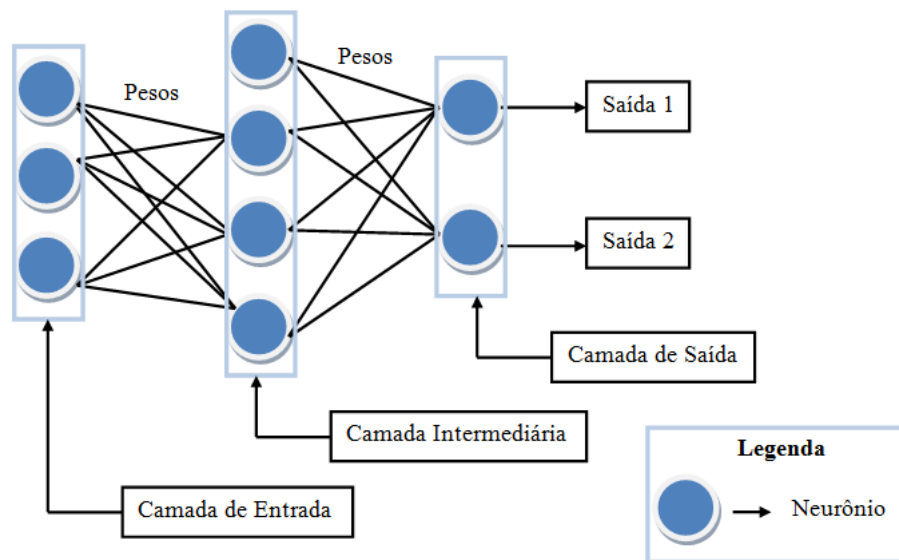 Pesos
Pesos
Saída 1
Saída 2
Camada de Saída
Camada Intermediária
Camada de Entrada
Legenda
Neurônio